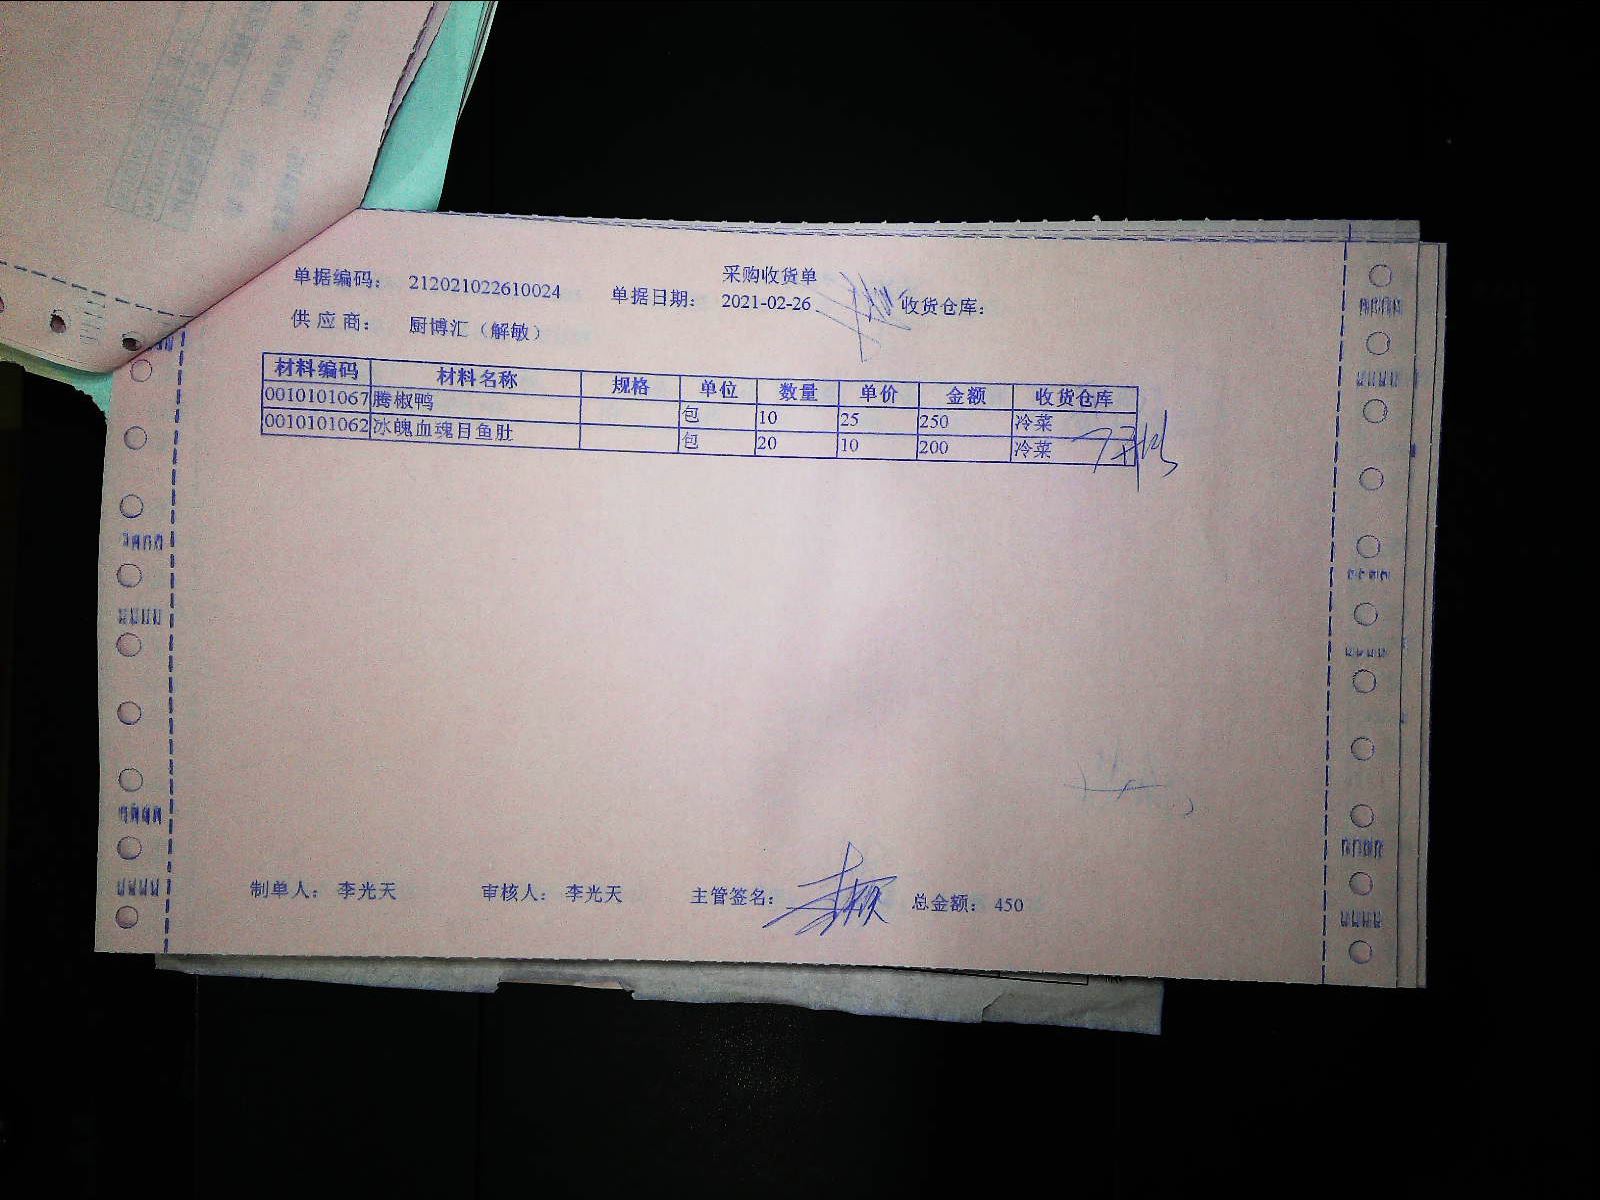 采购收货单
单据编码： 212021022610024 单据日期： 2021-02-26 收货仓库：
供 应 商： 厨博汇（解敏）
材料编码 材料名称 规格 单位 数量 单价 金额 收货仓库
0010101067 腾椒鸭 包 10 25 250 冷菜
0010101062 冰魄血魂目鱼肚 包 20 10 200 冷菜
制单人： 李光天 审核人： 李光天 主管签名： 总金额： 450